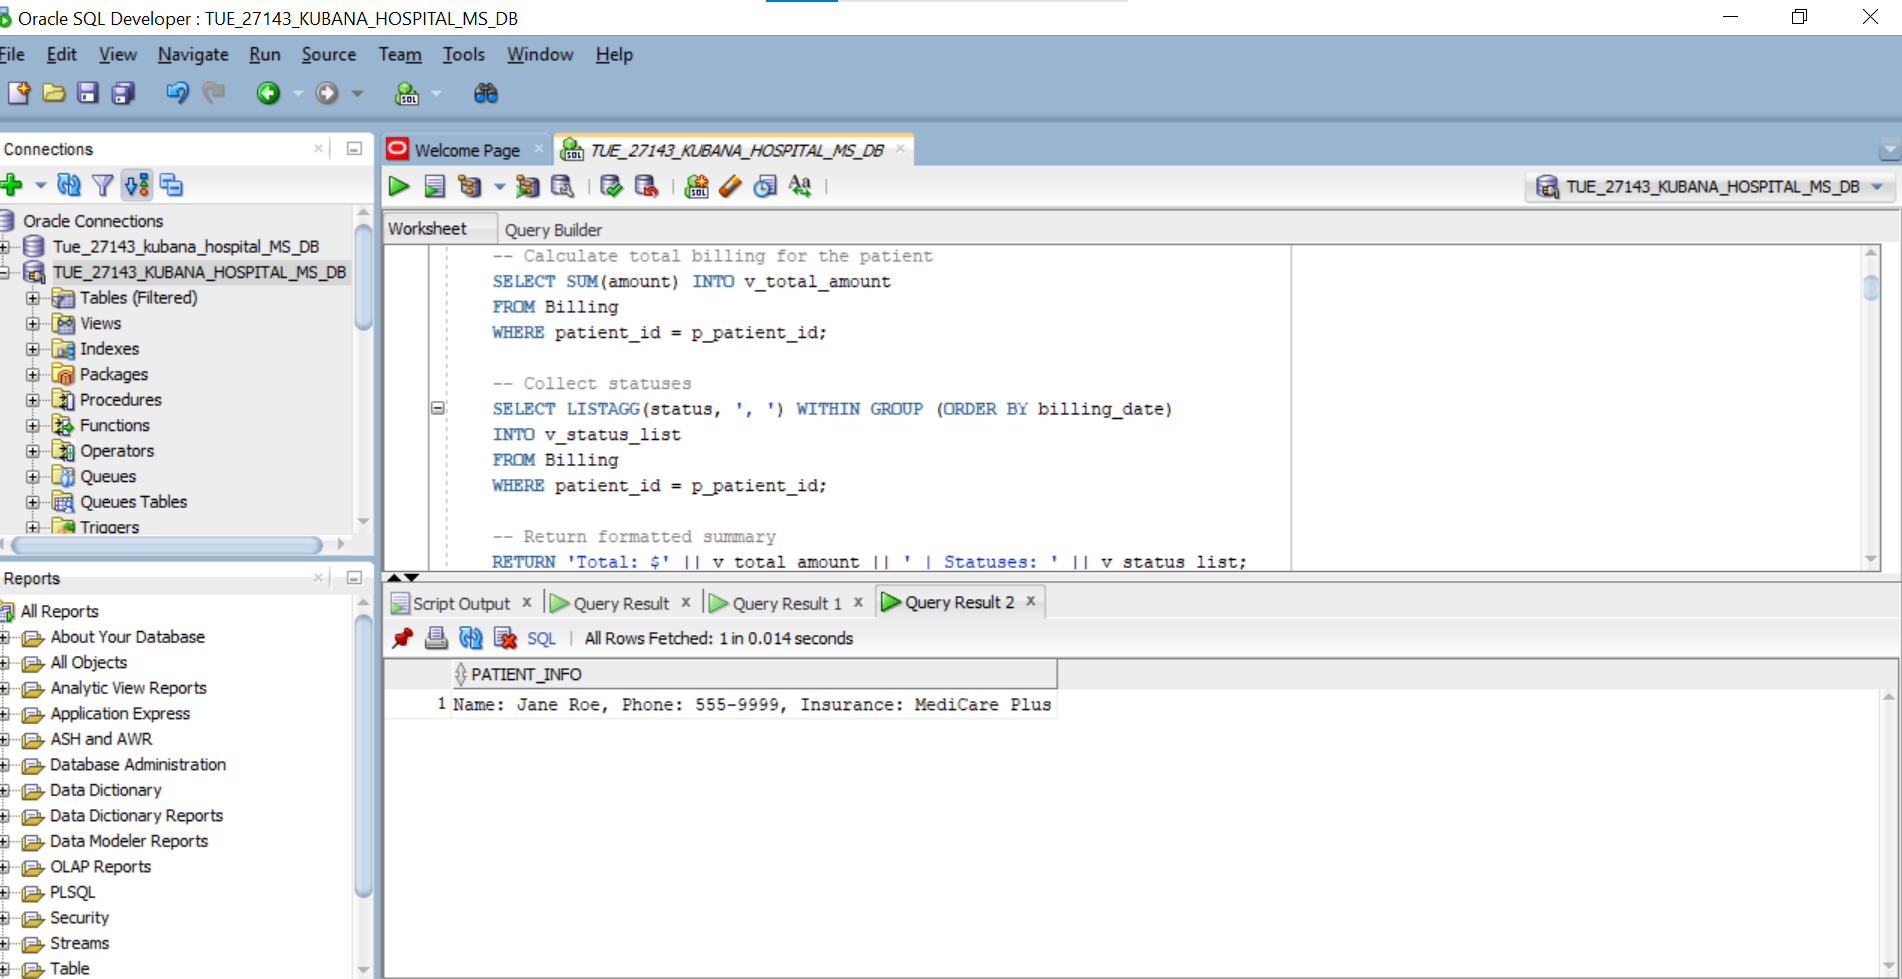 Oracle SQL Developer : TUE_27143_KUBANA_HOSPITAL_MS_DB
File Edit View Navigate Run Source Team Tools Window Help
Connections
Oracle Connections
Tue_27143_kubana_hospital_MS_DB
TUE_27143_KUBANA_HOSPITAL_MS_DB
Tables (Filtered)
Views
Indexes
Packages
Procedures
Functions
Operators
Queues
Queues Tables
Triggers
Reports
All Reports
About Your Database
All Objects
Analytic View Reports
Application Express
ASH and AWR
Database Administration
Data Dictionary
Data Dictionary Reports
Data Modeler Reports
OLAP Reports
PLSQL
Security
Streams
Table
Welcome Page
TUE_27143_KUBANA_HOSPITAL_MS_DB
TUE_27143_KUBANA_HOSPITAL_MS_DB
Worksheet Query Builder
-- Calculate total billing for the patient
SELECT SUM(amount) INTO v_total_amount
FROM Billing
WHERE patient_id = p_patient_id;
-- Collect statuses
SELECT LISTAGG(status, ', ') WITHIN GROUP (ORDER BY billing_date)
INTO v_status_list
FROM Billing
WHERE patient_id = p_patient_id;
-- Return formatted summary
RETURN 'Total: $' || v_total_amount || ' | Statuses: ' || v_status_list;
Script Output x Query Result x Query Result 1 x Query Result 2 x
SQL | All Rows Fetched: 1 in 0.014 seconds
PATIENT_INFO
1 Name: Jane Roe, Phone: 555-9999, Insurance: MediCare Plus